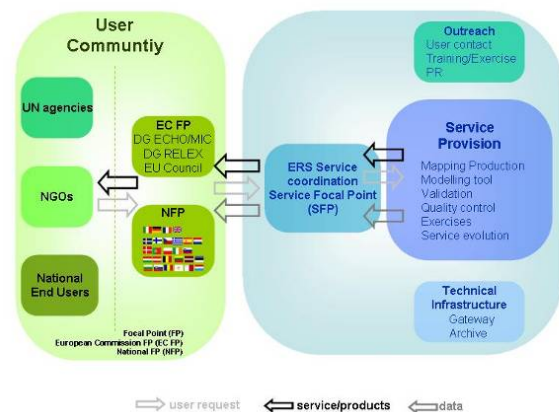 User
Communtiy
UN agencies
NGOs
National
End Users
EC FP
DG ECHO/MIC
DG RELEX
EU Council
NFP
Focal Point (FP)
European Commission FP (EC FP)
National FP (NFP)
ERS Service
coordination
Service Focal Point
(SFP)
Outreach
User contact
Training/Exercise
PR
Service
Provision
Mapping Production
Modelling tool
Validation
Quality control
Exercises
Service evolution
Technical
Infrastructure
Gateway
Archive
user request
service/products
data